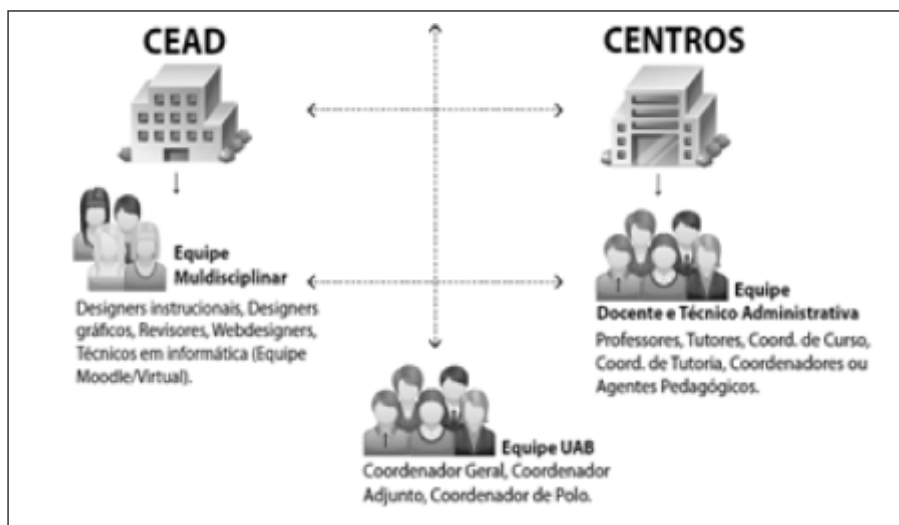 CEAD
CENTROS
Equipe
Muldisciplinar
Designers instrucionais, Designers
gráficos, Revisores, Webdesigners,
Técnicos em informática (Equipe
Moodle/Virtual).
Equipe
Docente e Técnico Administrativa
Professores, Tutores, Coord. de Curso,
Coord. de Tutoria, Coordenadores ou
Agentes Pedagógicos.
Equipe UAB
Coordenador Geral, Coordenador
Adjunto, Coordenador de Polo.